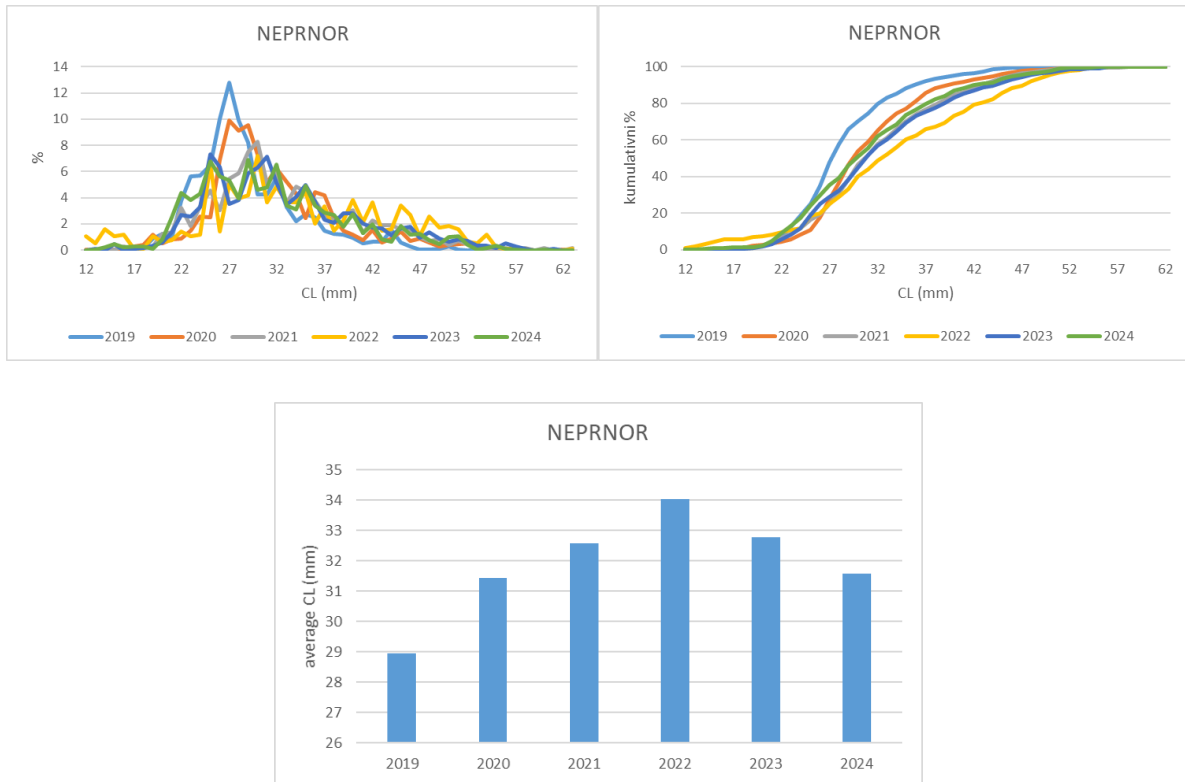 NEPRNOR
14
12
10
8
6
4
2
0
%
12 17 22 27 32 37 42 47 52 57 62
CL (mm)
2019 2020 2021 2022 2023 2024
NEPRNOR
100
80
60
40
20
0
kumulativni %
12 17 22 27 32 37 42 47 52 57 62
CL (mm)
2019 2020 2021 2022 2023 2024
NEPRNOR
35
34
33
32
31
30
29
28
27
26
average CL (mm)
2019 2020 2021 2022 2023 2024